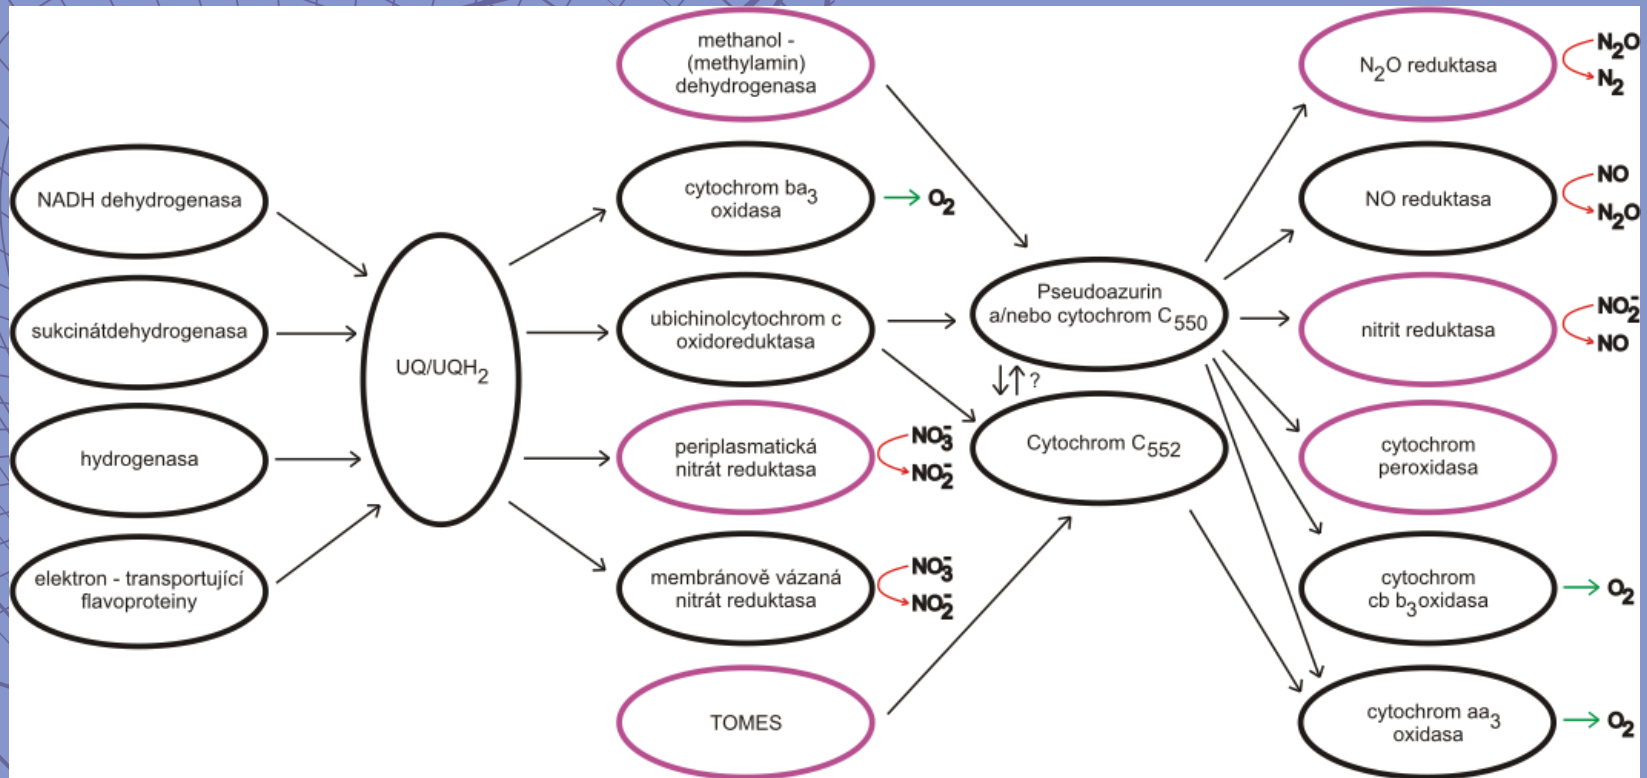 NADH dehydrogenasa
sukcinátdehydrogenasa
hydrogenasa
elektron - transportující
flavoproteiny
UQ/UQH2
methanol -
(methylamin)
dehydrogenasa
cytochrom ba3
oxidasa
O2
ubichinolcytochrom c
oxidoreduktasa
periplasmatická
nitrát reduktasa
NO3-
NO2-
membránově vázaná
nitrát reduktasa
NO3-
NO2-
TOMES
Pseudoazurin
a/nebo cytochrom C550
?
Cytochrom C552
N2O reduktasa
N2O
N2
NO reduktasa
NO
N2O
nitrit reduktasa
NO2-
NO
cytochrom
peroxidasa
cytochrom
cb b3oxidasa
O2
cytochrom aa3
oxidasa
O2